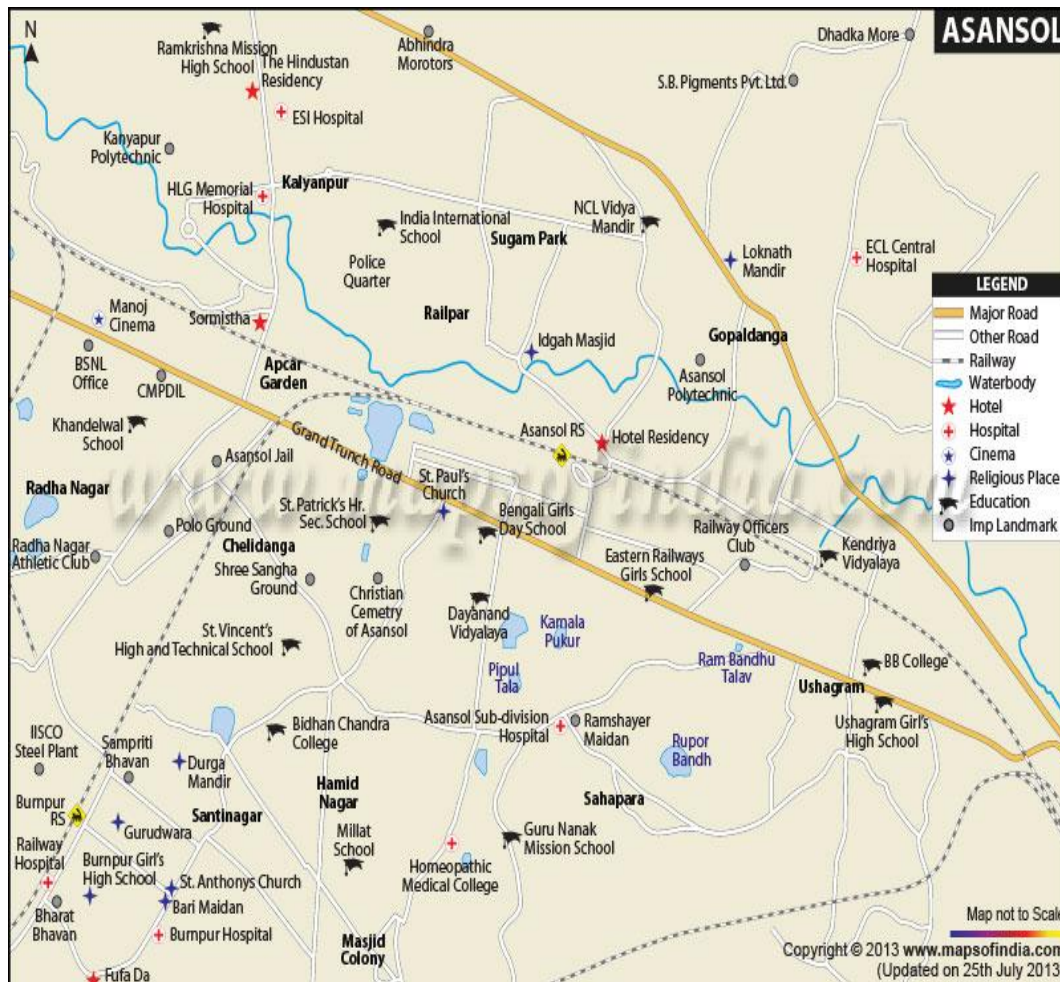 N
ASANSOL
Ramkrishna Mission
High School
The Hindustan
Residency
Abhindra
Morotors
Dhadka More
S.B. Pigments Pvt. Ltd.
ESI Hospital
Kanyapur
Polytechnic
HLG Memorial
Hospital
Kalyanpur
India International
School
NCL Vidya
Mandir
Sugam Park
Police
Quarter
Loknath
Mandir
ECL Central
Hospital
LEGEND
Major Road
Other Road
Railway
Waterbody
Hotel
Hospital
Cinema
Religious Place
Education
Imp Landmark
Manoj
Cinema
Sormistha
Railpar
Idgah Masjid
Gopaldanga
BSNL
Office
CMPDIL
Apcar
Garden
Asansol
Polytechnic
Khandelwal
School
Grand Trunch Road
Asansol RS
Hotel Residency
Asansol Jail
www.mapsofindia.com
Radha Nagar
St. Paul's
Church
St. Patrick's Hr.
Sec. School
Bengali Girls
Day School
Polo Ground
Railway Officers
Club
Radha Nagar
Athletic Club
Chelidanga
Kendriya
Vidyalaya
Shree Sangha
Ground
Eastern Railways
Girls School
Christian
Cemetry
of Asansol
Dayanand
Vidyalaya
Kamala
Pukur
St. Vincent's
High and Technical School
Pipul
Tala
Ram Bandhu
Talav
BB College
Ushagram
IISCO
Steel Plant
Sampriti
Bhavan
Bidhan Chandra
College
Asansol Sub-division
Hospital
Ramshayer
Maidan
Ushagram Girl's
High School
Rupor
Bandh
Durga
Mandir
Hamid
Nagar
Sahapara
Burnpur
RS
Santinagar
Gurudwara
Millat
School
Guru Nanak
Mission School
Railway
Hospital
Burnpur Girl's
High School
St. Anthonys Church
Homeopathic
Medical College
Bari Maidan
Bharat
Bhavan
Burnpur Hospital
Masjid
Colony
Fufa Da
Map not to Scale
Copyright © 2013 www.mapsofindia.com
(Updated on 25th July 2013)